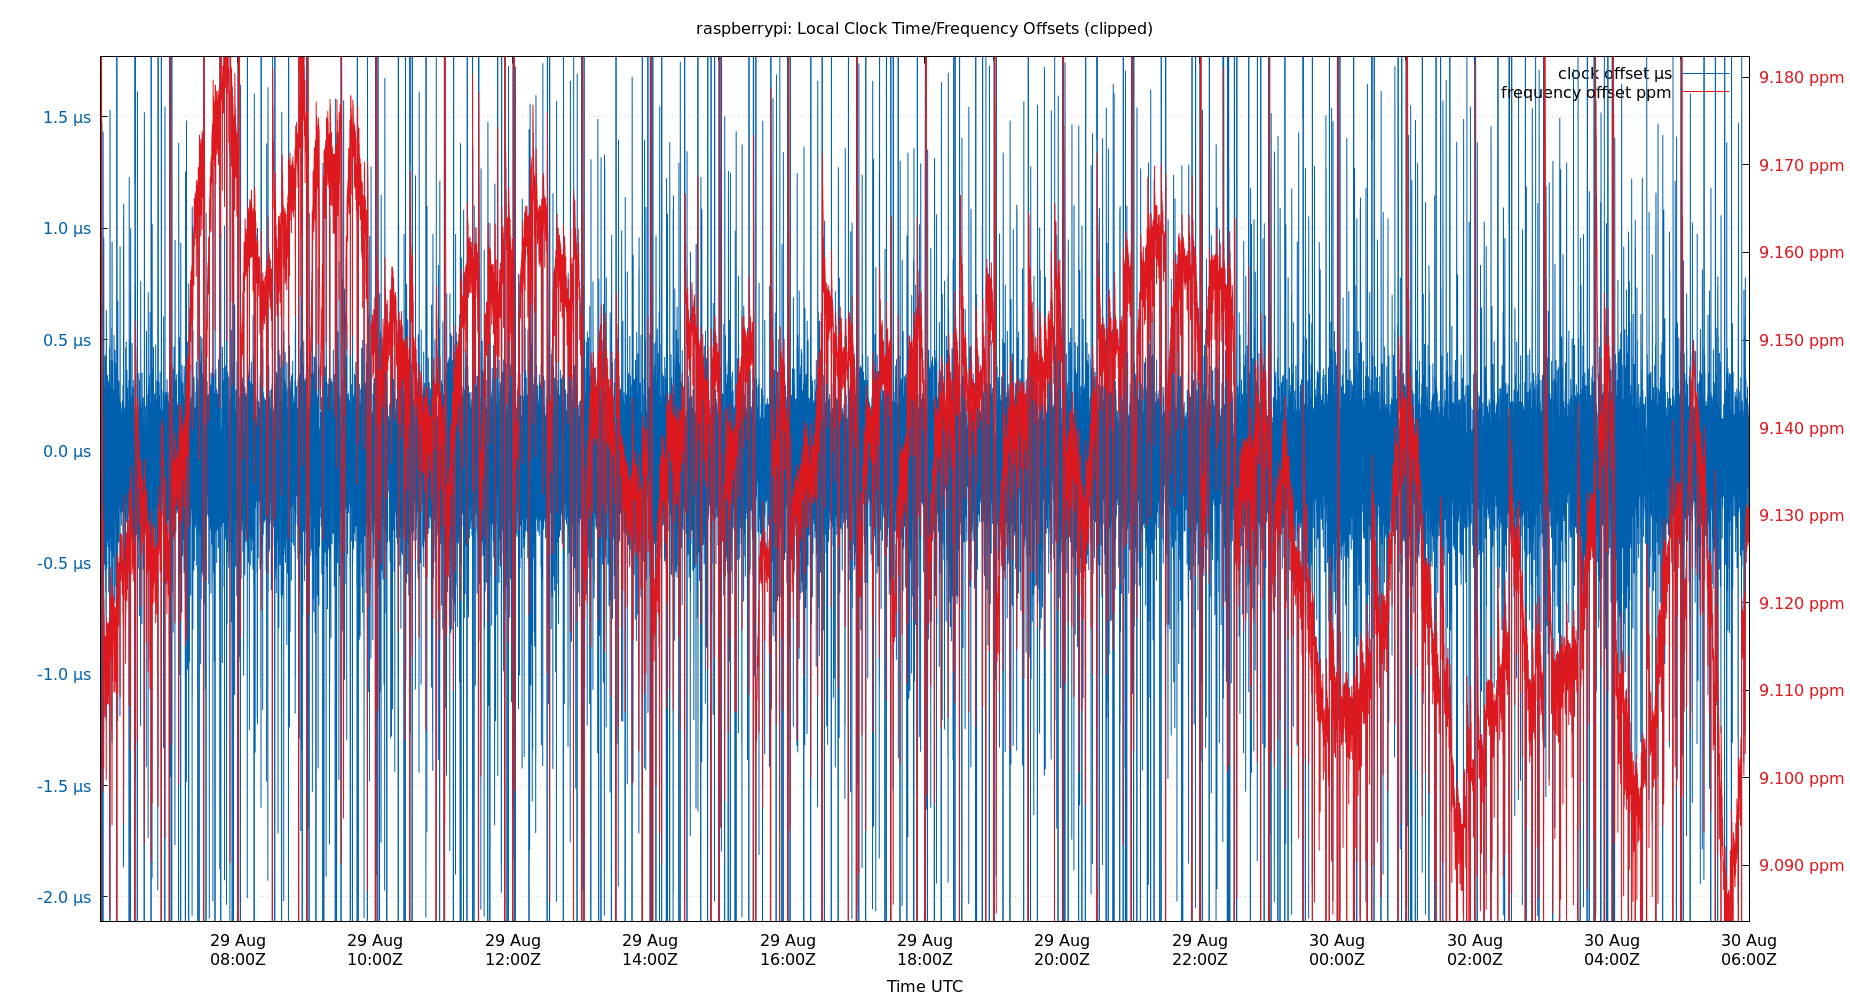 raspberrypi: Local Clock Time/Frequency Offsets (clipped)
clock offset µs
frequency offset ppm
1.5 µs
1.0 µs
0.5 µs
0.0 µs
-0.5 µs
-1.0 µs
-1.5 µs
-2.0 µs
9.180 ppm
9.170 ppm
9.160 ppm
9.150 ppm
9.140 ppm
9.130 ppm
9.120 ppm
9.110 ppm
9.100 ppm
9.090 ppm
29 Aug 29 Aug 29 Aug 29 Aug 29 Aug 29 Aug 29 Aug 29 Aug 30 Aug 30 Aug 30 Aug 30 Aug
08:00Z 10:00Z 12:00Z 14:00Z 16:00Z 18:00Z 20:00Z 22:00Z 00:00Z 02:00Z 04:00Z 06:00Z
Time UTC